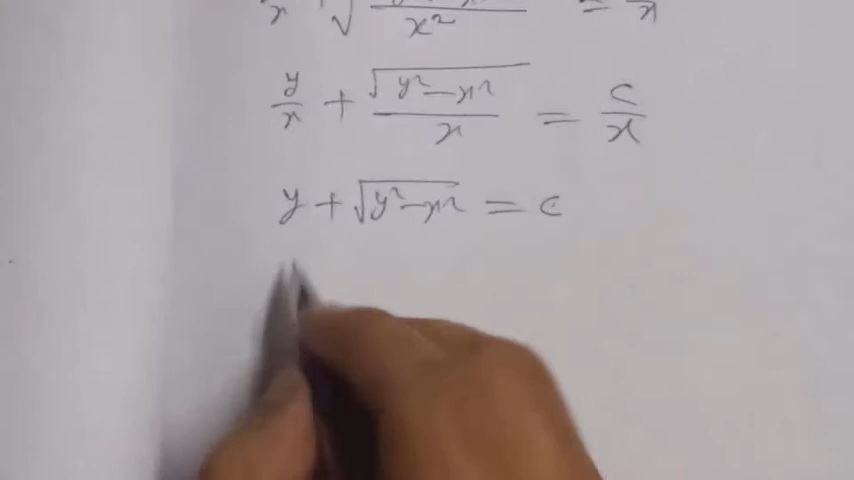 y/x + √(y²-x²)/x = c/x
y + √(y²-x²) = c